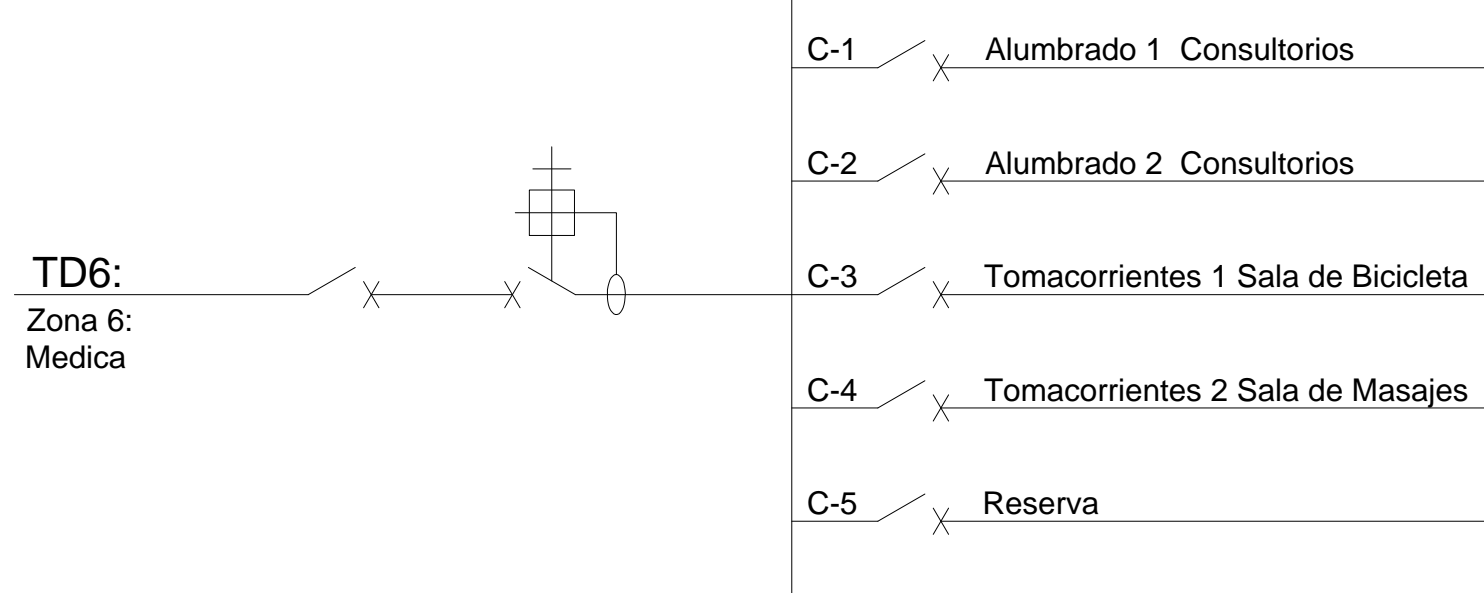 C-1 Alumbrado 1 Consultorios
C-2 Alumbrado 2 Consultorios
TD6:
Zona 6:
Medica
C-3 Tomacorrientes 1 Sala de Bicicleta
C-4 Tomacorrientes 2 Sala de Masajes
C-5 Reserva